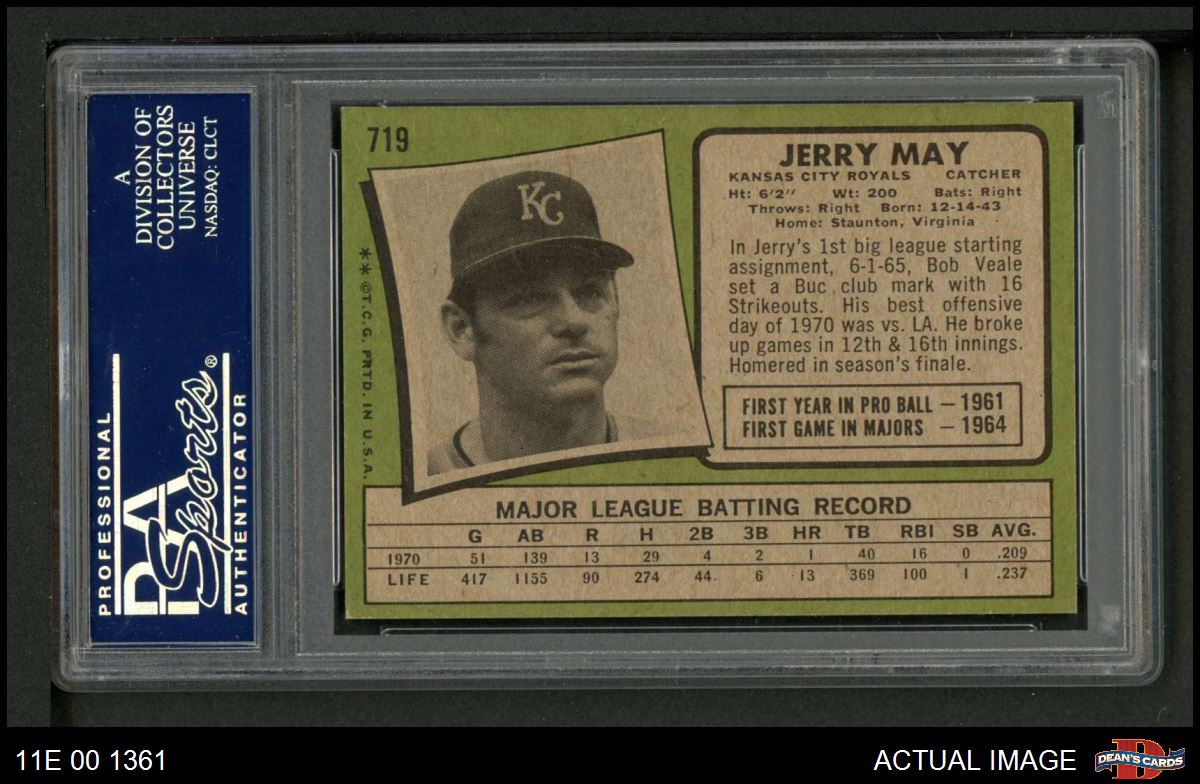 A
DIVISION OF
COLLECTORS
UNIVERSE
NASDAQ: CLCT
PROFESSIONAL
PSA
Sports®
AUTHENTICATOR
719
KC
**©T.C.G. PRTD. IN U.S.A.
JERRY MAY
KANSAS CITY ROYALS CATCHER
Ht: 6'2" Wt: 200 Bats: Right
Throws: Right Born: 12-14-43
Home: Staunton, Virginia
In Jerry's 1st big league starting
assignment, 6-1-65, Bob Veale
set a Buc club mark with 16
Strikeouts. His best offensive
day of 1970 was vs. LA. He broke
up games in 12th & 16th innings.
Homered in season's finale.
FIRST YEAR IN PRO BALL — 1961
FIRST GAME IN MAJORS — 1964
MAJOR LEAGUE BATTING RECORD
G AB R H 2B 3B HR TB RBI SB AVG.
1970 51 139 13 29 4 2 1 40 16 0 .209
LIFE 417 1155 90 274 44 6 13 369 100 1 .237
11E 00 1361
ACTUAL IMAGE
D
DEAN'S CARDS